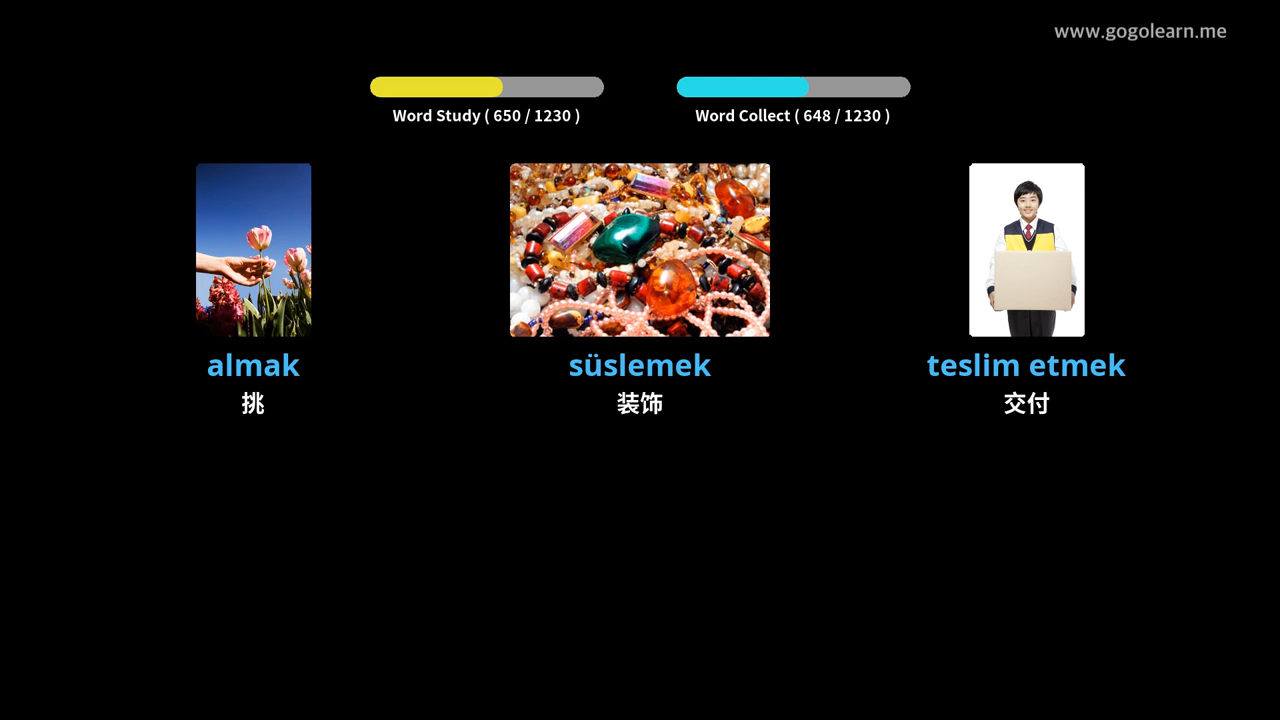 www.gogolearn.me
Word Study ( 650 / 1230 )
Word Collect ( 648 / 1230 )
almak
süslemek
teslim etmek
挑
装饰
交付